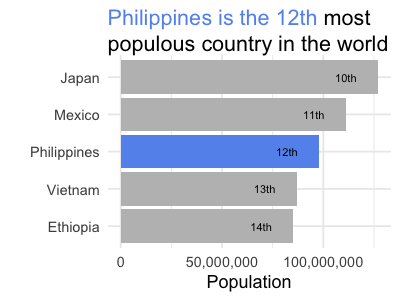 Philippines is the 12th most
populous country in the world
Japan 10th
Mexico 11th
Philippines 12th
Vietnam 13th
Ethiopia 14th
0 50,000,000 100,000,000
Population